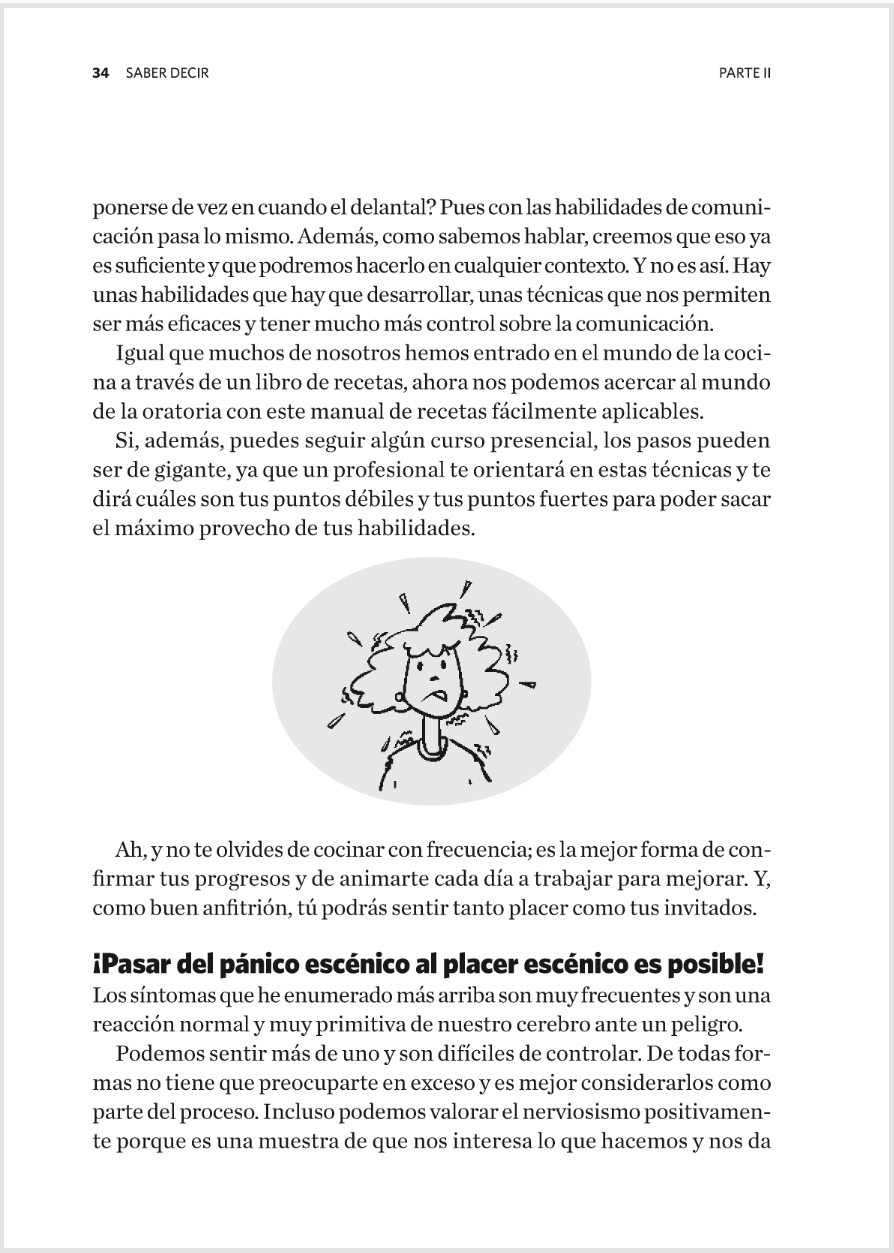 34 SABER DECIR PARTE II
ponerse de vez en cuando el delantal? Pues con las habilidades de comuni-
cación pasa lo mismo. Además, como sabemos hablar, creemos que eso ya
es suficiente y que podremos hacerlo en cualquier contexto. Y no es así. Hay
unas habilidades que hay que desarrollar, unas técnicas que nos permiten
ser más eficaces y tener mucho más control sobre la comunicación.
Igual que muchos de nosotros hemos entrado en el mundo de la coci-
na a través de un libro de recetas, ahora nos podemos acercar al mundo
de la oratoria con este manual de recetas fácilmente aplicables.
Si, además, puedes seguir algún curso presencial, los pasos pueden
ser de gigante, ya que un profesional te orientará en estas técnicas y te
dirá cuáles son tus puntos débiles y tus puntos fuertes para poder sacar
el máximo provecho de tus habilidades.
Ah, y no te olvides de cocinar con frecuencia; es la mejor forma de con-
firmar tus progresos y de animarte cada día a trabajar para mejorar. Y,
como buen anfitrión, tú podrás sentir tanto placer como tus invitados.
¡Pasar del pánico escénico al placer escénico es posible!
Los síntomas que he enumerado más arriba son muy frecuentes y son una
reacción normal y muy primitiva de nuestro cerebro ante un peligro.
Podemos sentir más de uno y son difíciles de controlar. De todas for-
mas no tiene que preocuparte en exceso y es mejor considerarlos como
parte del proceso. Incluso podemos valorar el nerviosismo positivamen-
te porque es una muestra de que nos interesa lo que hacemos y nos da